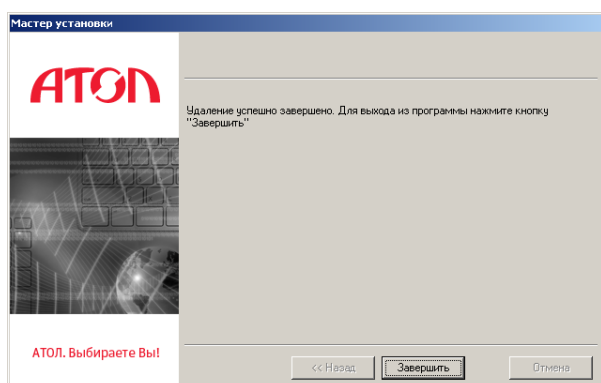 Мастер установки
АТОЛ
Удаление успешно завершено. Для выхода из программы нажмите кнопку
"Завершить"
АТОЛ. Выбираете Вы!
<< Назад
Завершить
Отмена